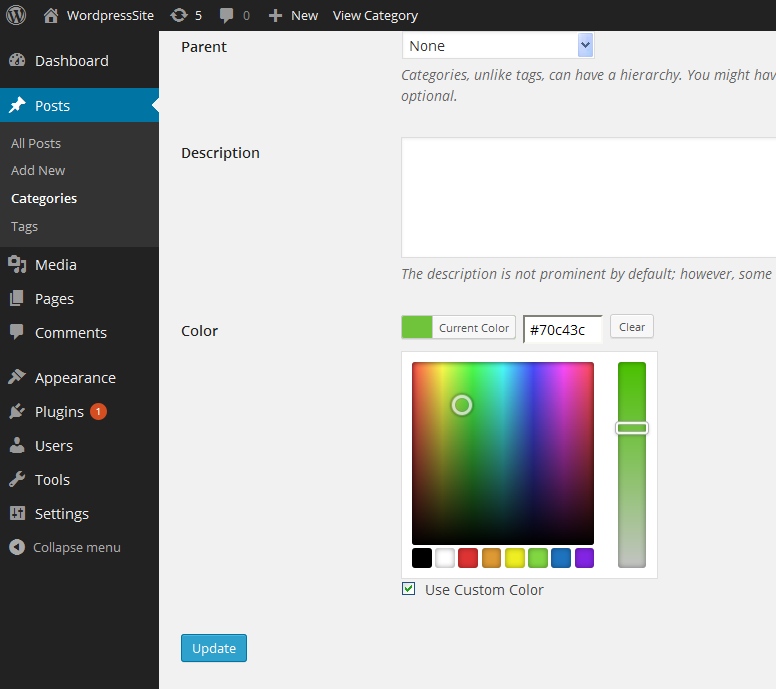 WordpressSite 5 0 New View Category
Dashboard
Posts
All Posts
Add New
Categories
Tags
Media
Pages
Comments
Appearance
Plugins 1
Users
Tools
Settings
Collapse menu
Parent None
Categories, unlike tags, can have a hierarchy. You might hav
optional.
Description
The description is not prominent by default; however, some
Color Current Color #70c43c Clear
Use Custom Color
Update